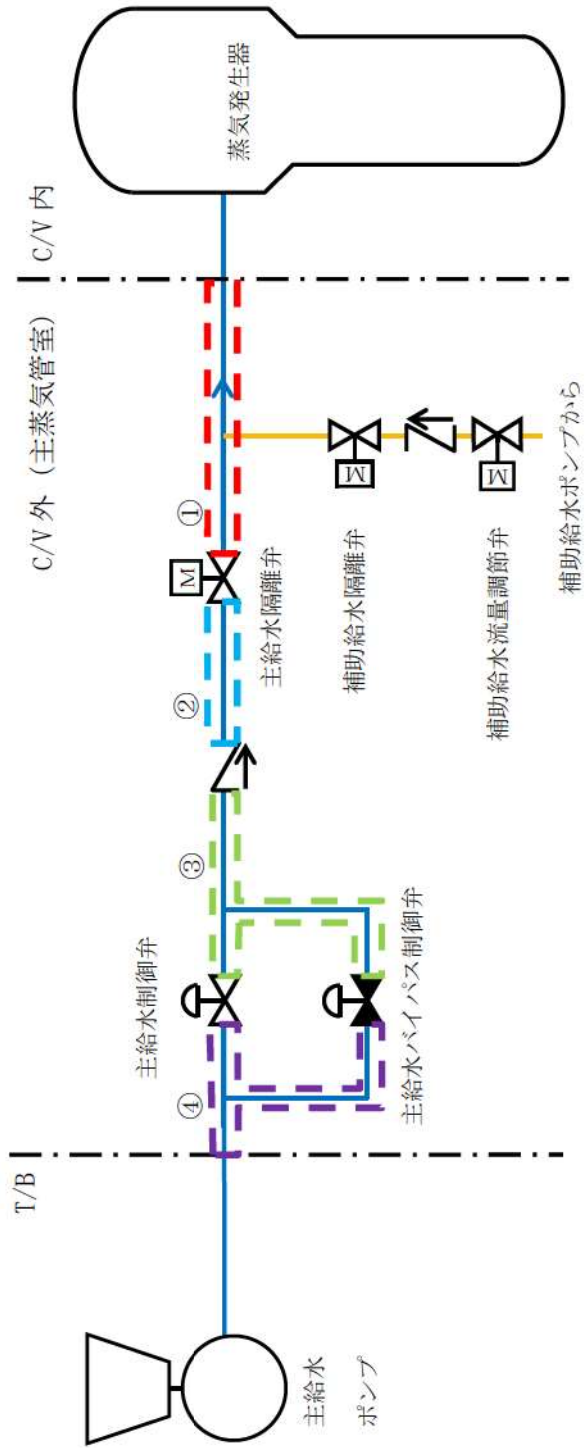 T/B
C/V 外 (主蒸気管室)
C/V 内
主給水
ポンプ
④
主給水制御弁
主給水バイパス制御弁
③
②
M
主給水隔離弁
①
M
補助給水隔離弁
M
補助給水流量調節弁
補助給水ポンプから
蒸気発生器